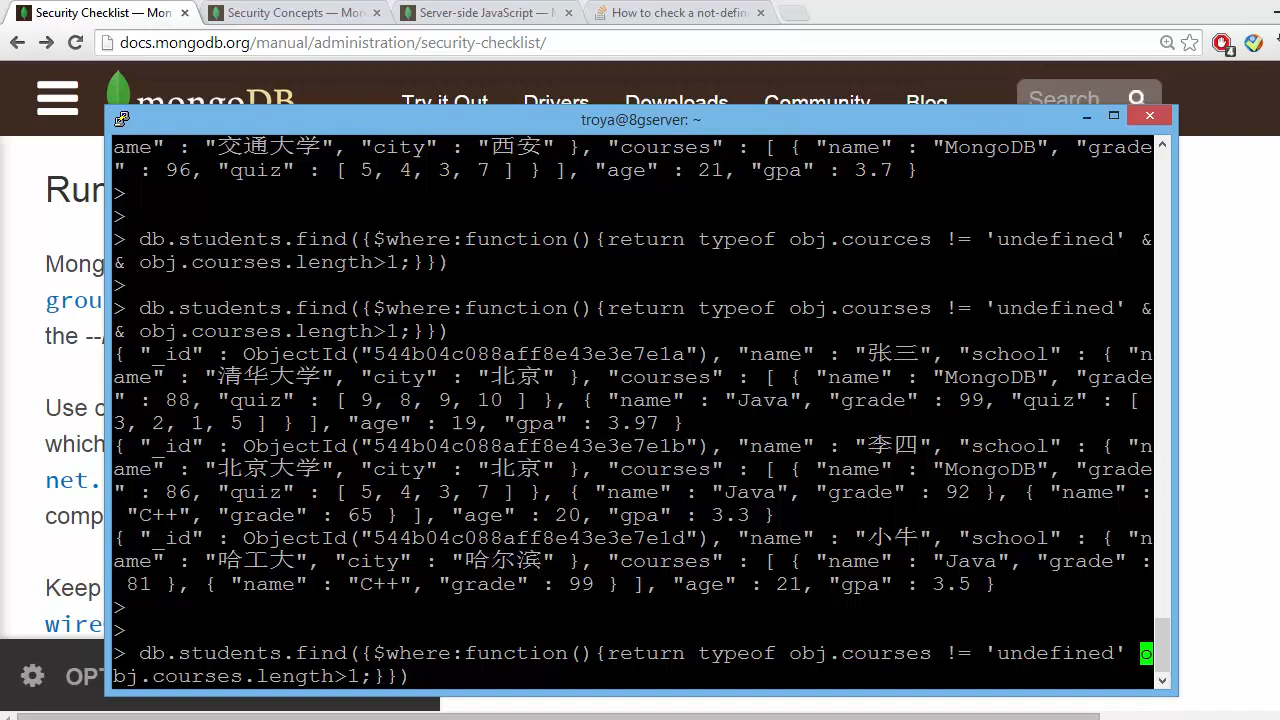 Security Checklist — Mon
Security Concepts — Mon
Server-side JavaScript — M
How to check a not-defin
docs.mongodb.org/manual/administration/security-checklist/
4
mongoDB
Try it Out
Drivers
Downloads
Community
Blog
Search
troya@8gserver: ~
Run
Mong
grou
the --
Use c
which
net.
comp
Keep
wire
OPT
ame" : "交通大学", "city" : "西安" }, "courses" : [ { "name" : "MongoDB", "grade
" : 96, "quiz" : [ 5, 4, 3, 7 ] } ], "age" : 21, "gpa" : 3.7 }
>
>
> db.students.find({$where:function(){return typeof obj.cources != 'undefined' &
& obj.courses.length>1;}})
>
> db.students.find({$where:function(){return typeof obj.courses != 'undefined' &
& obj.courses.length>1;}})
{ "_id" : ObjectId("544b04c088aff8e43e3e7e1a"), "name" : "张三", "school" : { "n
ame" : "清华大学", "city" : "北京" }, "courses" : [ { "name" : "MongoDB", "grade
" : 88, "quiz" : [ 9, 8, 9, 10 ] }, { "name" : "Java", "grade" : 99, "quiz" : [
3, 2, 1, 5 ] } ], "age" : 19, "gpa" : 3.97 }
{ "_id" : ObjectId("544b04c088aff8e43e3e7e1b"), "name" : "李四", "school" : { "n
ame" : "北京大学", "city" : "北京" }, "courses" : [ { "name" : "MongoDB", "grade
" : 86, "quiz" : [ 5, 4, 3, 7 ] }, { "name" : "Java", "grade" : 92 }, { "name" :
"C++", "grade" : 65 } ], "age" : 20, "gpa" : 3.3 }
{ "_id" : ObjectId("544b04c088aff8e43e3e7e1d"), "name" : "小牛", "school" : { "n
ame" : "哈工大", "city" : "哈尔滨" }, "courses" : [ { "name" : "Java", "grade" :
81 }, { "name" : "C++", "grade" : 99 } ], "age" : 21, "gpa" : 3.5 }
>
>
> db.students.find({$where:function(){return typeof obj.courses != 'undefined' o
bj.courses.length>1;}})